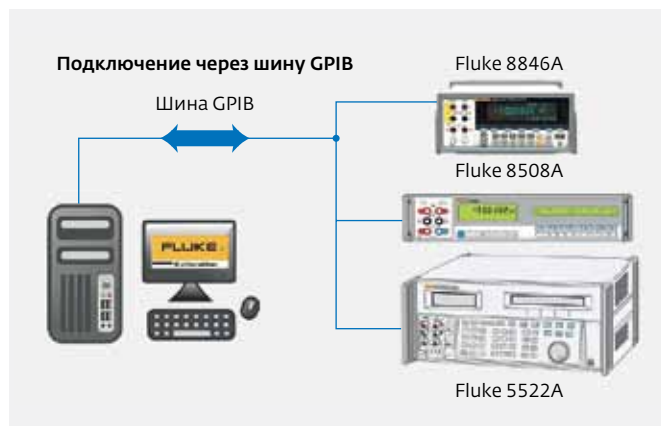 Подключение через шину GPIB
Шина GPIB
Fluke 8846A
Fluke 8508A
FLUKE
Fluke 5522A